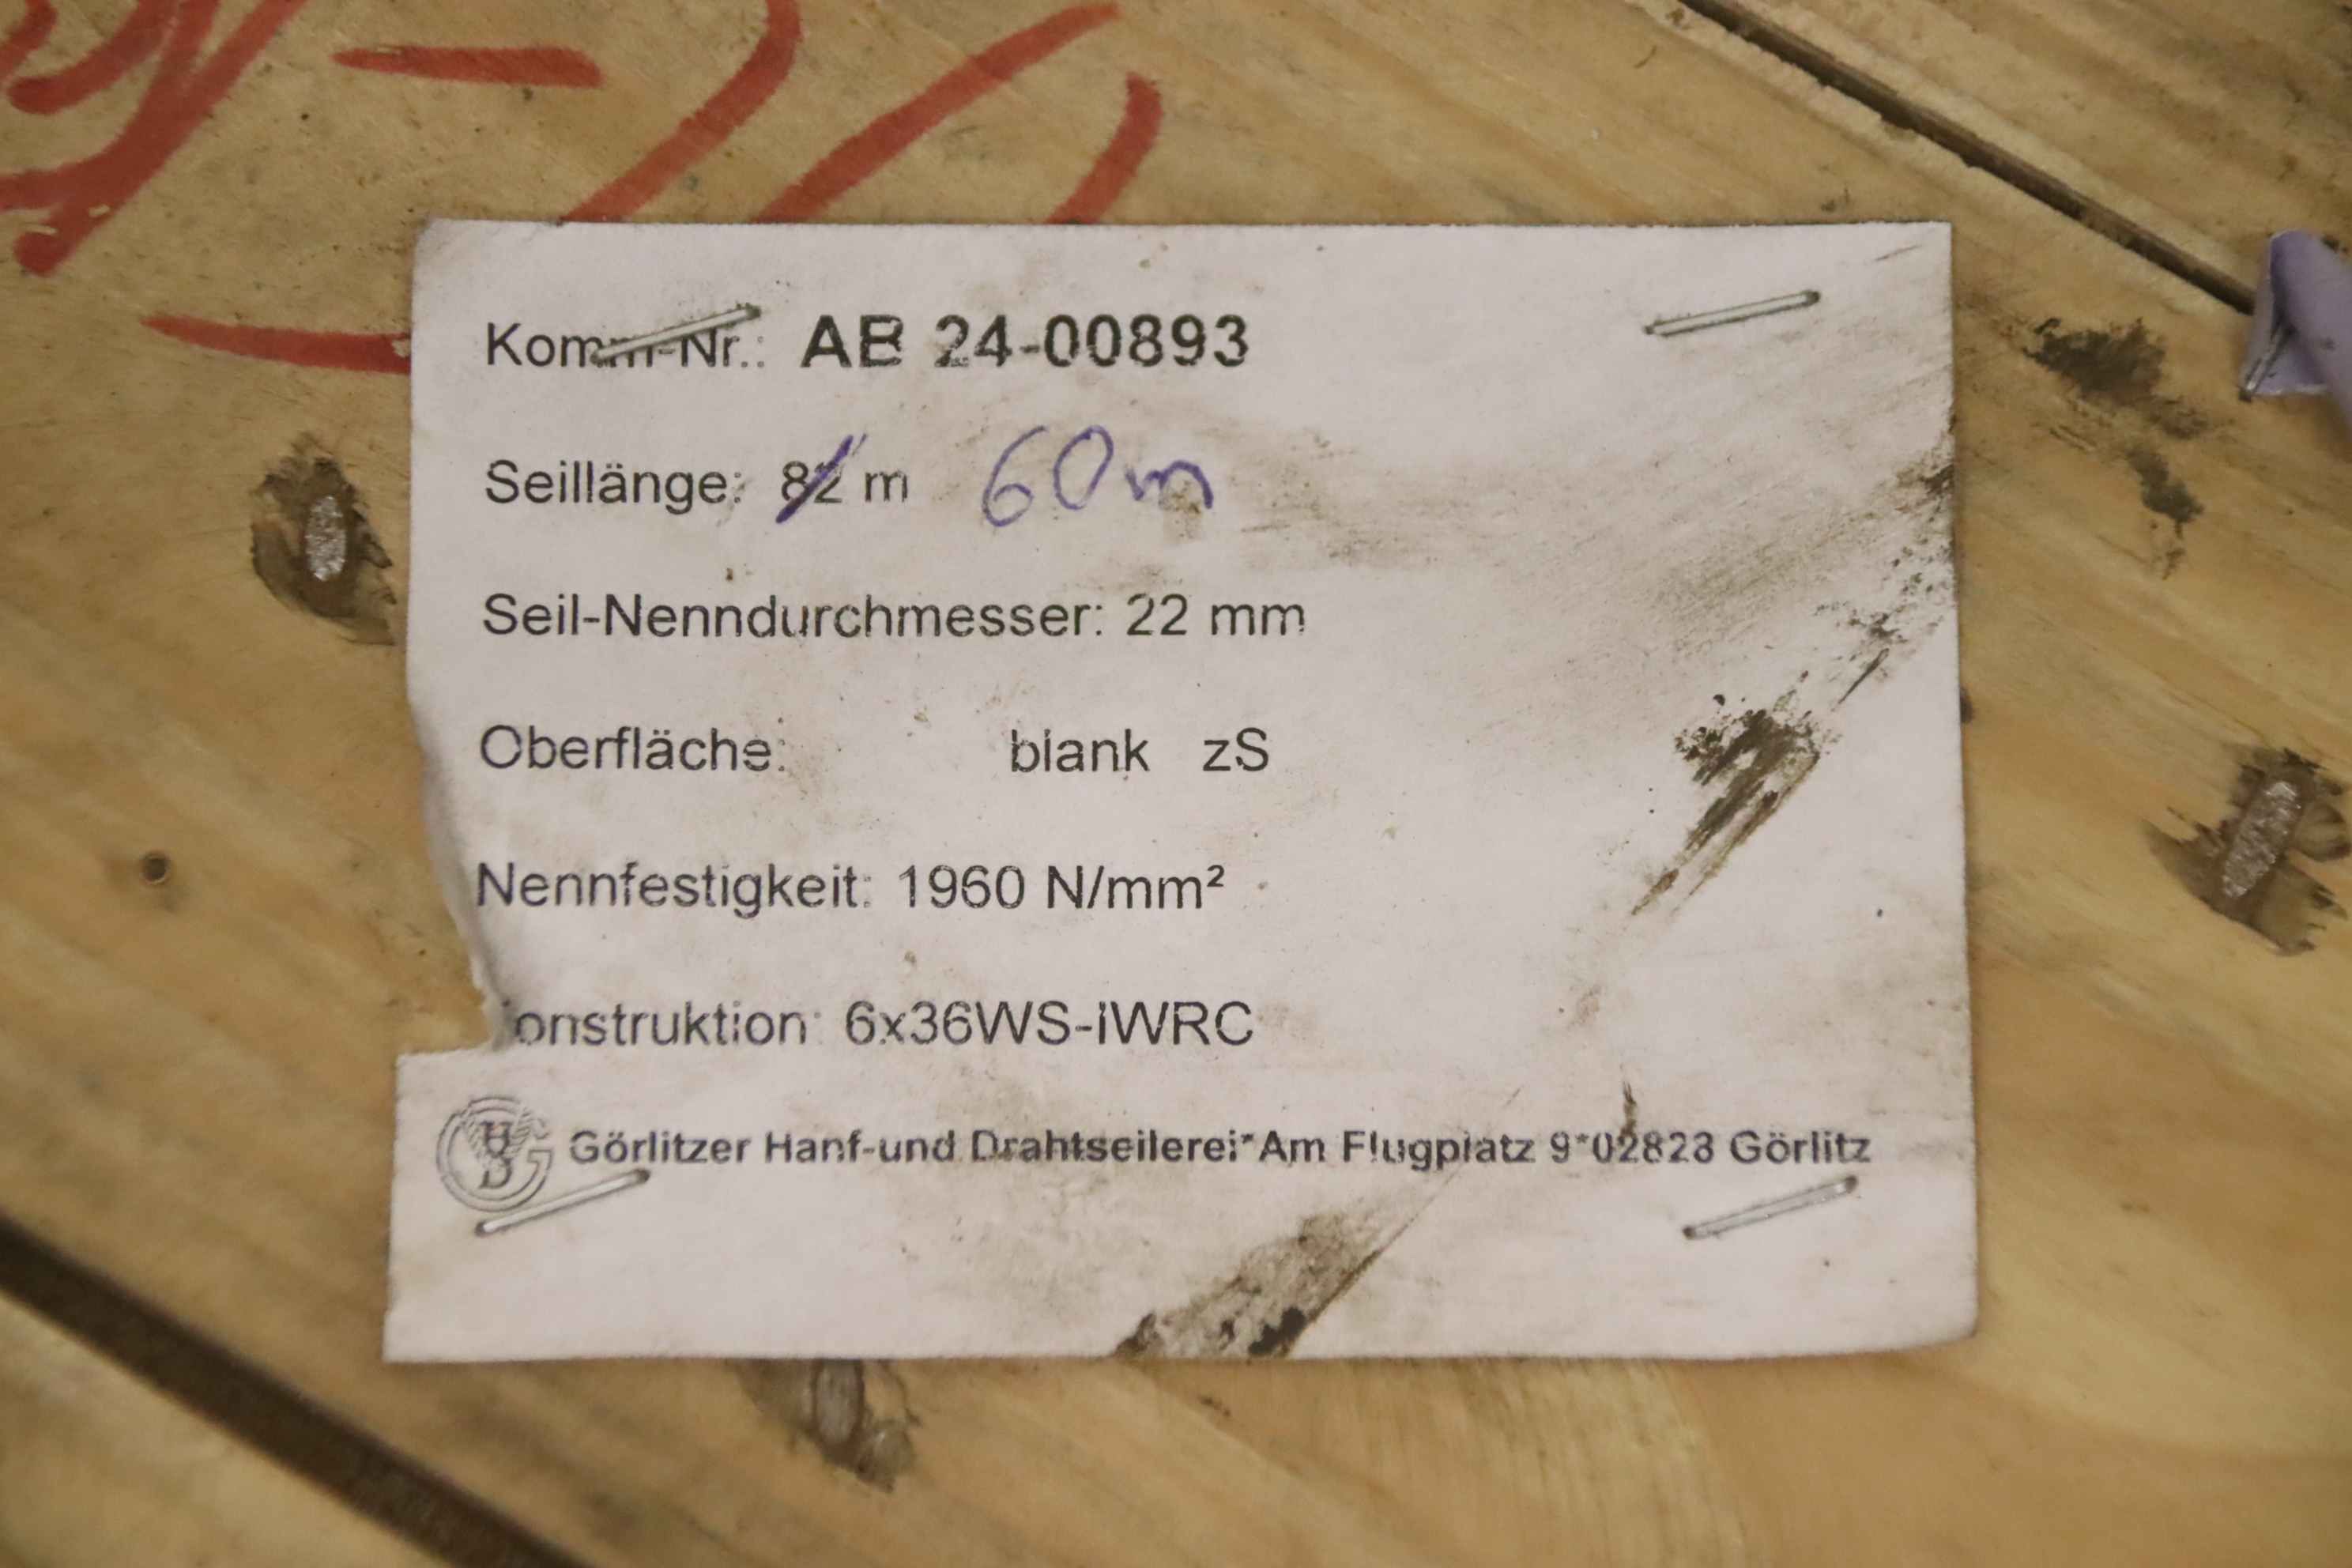 Komm-Nr.: AB 24-00893
Seillänge: 82 m 60m
Seil-Nenndurchmesser: 22 mm
Oberfläche: blank zS
Nennfestigkeit: 1960 N/mm²
onstruktion: 6x36WS-IWRC
Görlitzer Hanf-und Drahtseilerei*Am Flugplatz 9*02828 Görlitz